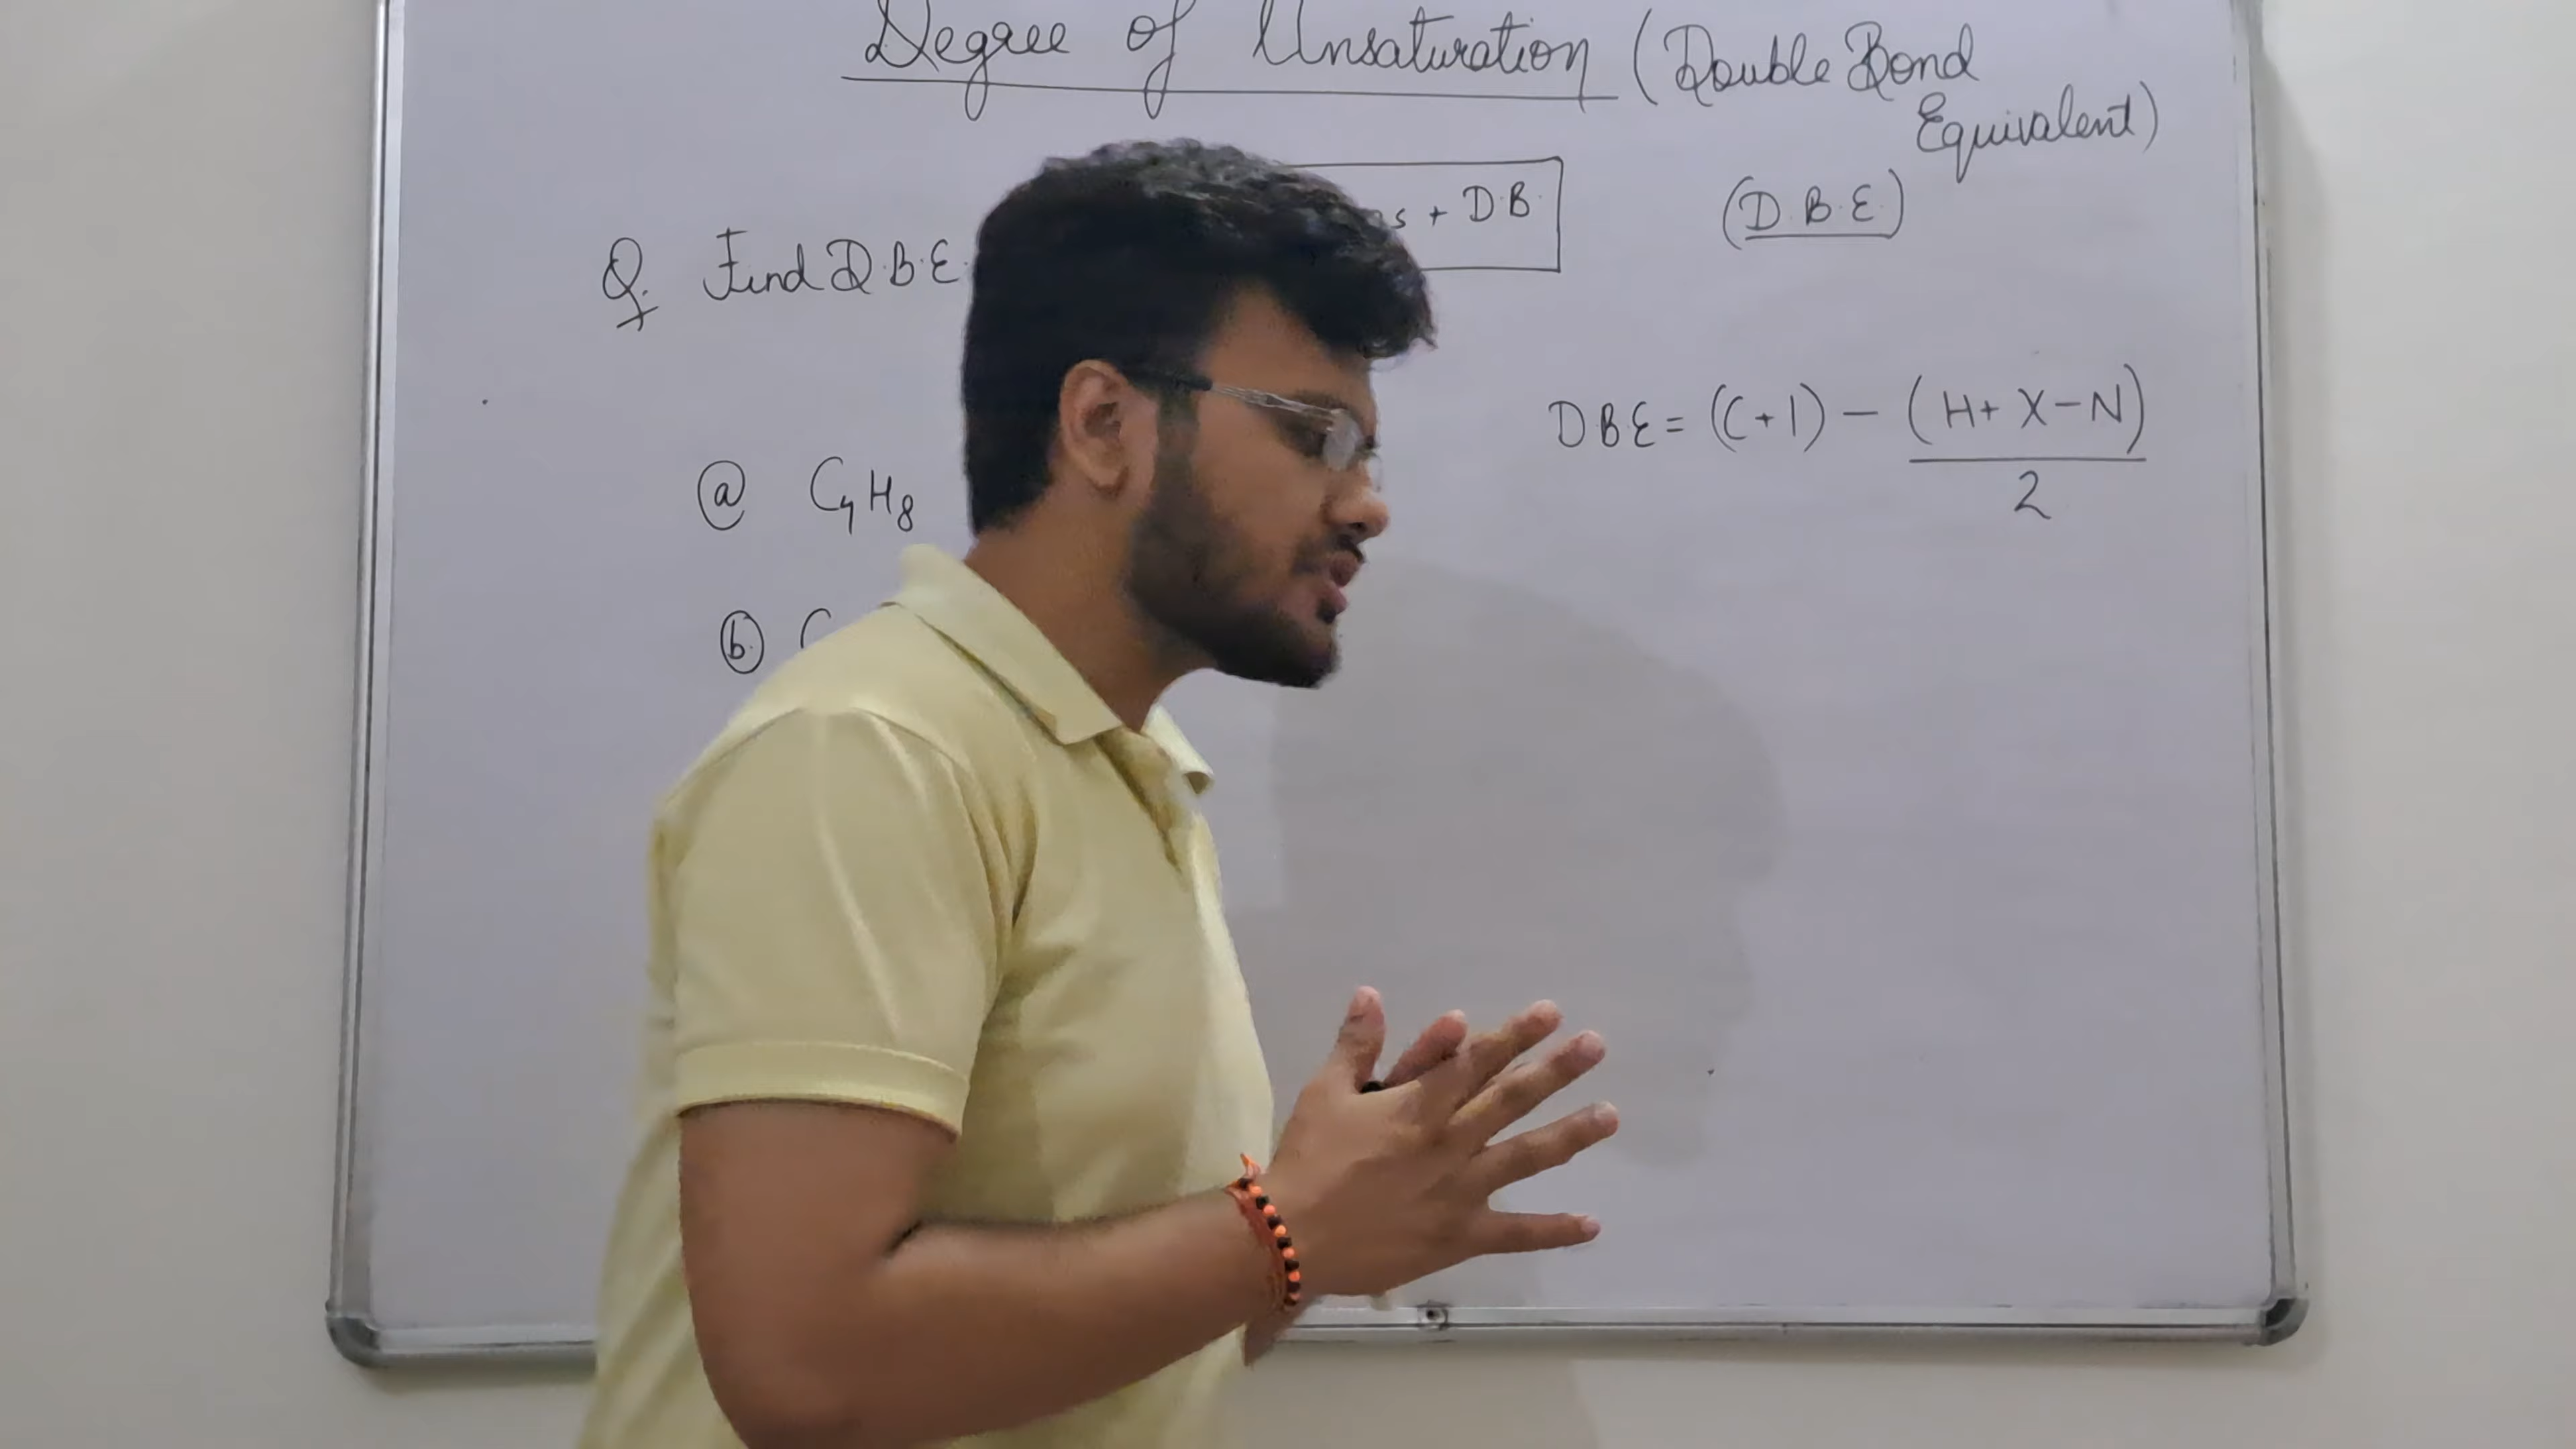 Degree of Unsaturation (Double Bond
Equivalent)
s + D.B.
(D.B.E.)
Q. Find D.B.E.
DBE = (C+1) - (H+ X-N)
2
(a) C4H8
(b) C